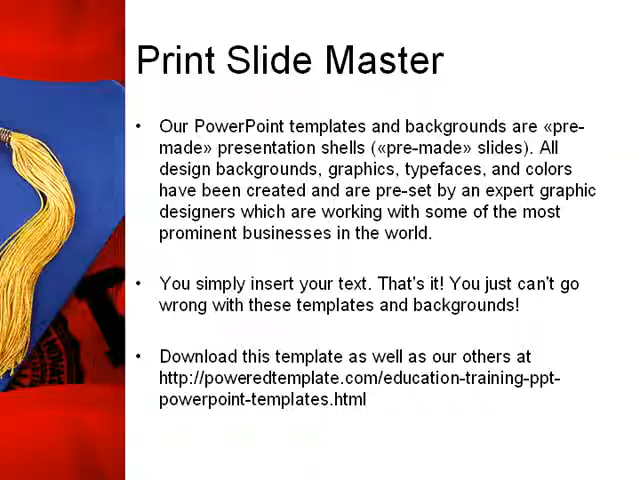 Print Slide Master
• Our PowerPoint templates and backgrounds are «pre-
made» presentation shells («pre-made» slides). All
design backgrounds, graphics, typefaces, and colors
have been created and are pre-set by an expert graphic
designers which are working with some of the most
prominent businesses in the world.
• You simply insert your text. That's it! You just can't go
wrong with these templates and backgrounds!
• Download this template as well as our others at
http://poweredtemplate.com/education-training-ppt-
powerpoint-templates.html